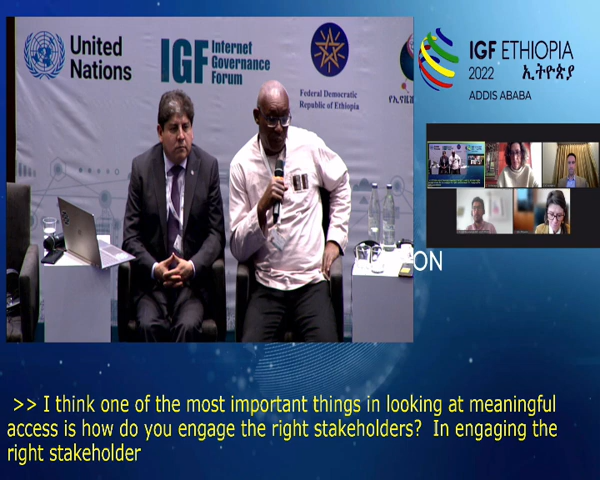 United
Nations
IGF Internet
Governance
Forum
Federal Democratic
Republic of Ethiopia
IGF ETHIOPIA
2022 ኢትዮጵያ
ADDIS ABABA
ON
>> I think one of the most important things in looking at meaningful
access is how do you engage the right stakeholders?  In engaging the
right stakeholder